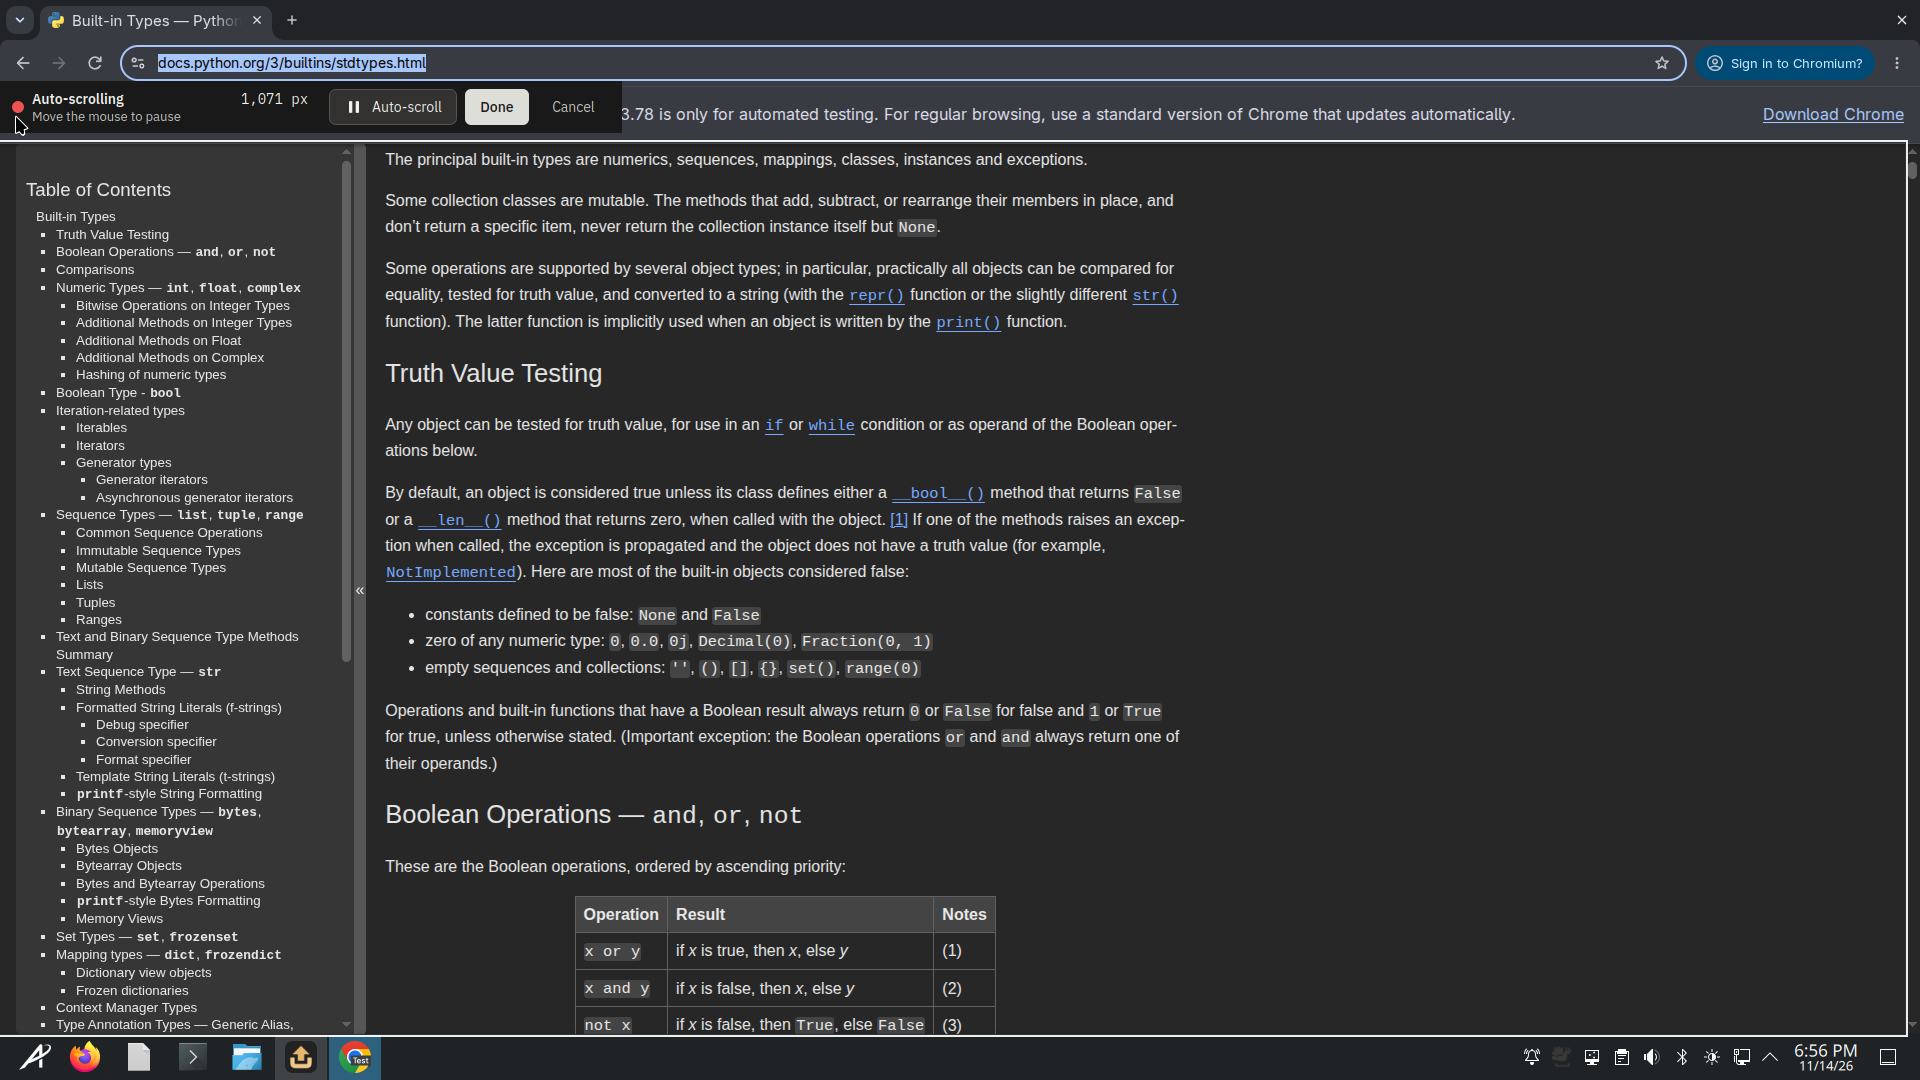 Built-in Types — Python
docs.python.org/3/builtins/stdtypes.html
Sign in to Chromium?
Auto-scrolling
Move the mouse to pause
1,071 px
Auto-scroll
Done
Cancel
3.78 is only for automated testing. For regular browsing, use a standard version of Chrome that updates automatically.
Download Chrome
Table of Contents
Built-in Types
Truth Value Testing
Boolean Operations — and, or, not
Comparisons
Numeric Types — int, float, complex
Bitwise Operations on Integer Types
Additional Methods on Integer Types
Additional Methods on Float
Additional Methods on Complex
Hashing of numeric types
Boolean Type - bool
Iteration-related types
Iterables
Iterators
Generator types
Generator iterators
Asynchronous generator iterators
Sequence Types — list, tuple, range
Common Sequence Operations
Immutable Sequence Types
Mutable Sequence Types
Lists
Tuples
Ranges
Text and Binary Sequence Type Methods
Summary
Text Sequence Type — str
String Methods
Formatted String Literals (f-strings)
Debug specifier
Conversion specifier
Format specifier
Template String Literals (t-strings)
printf-style String Formatting
Binary Sequence Types — bytes,
bytearray, memoryview
Bytes Objects
Bytearray Objects
Bytes and Bytearray Operations
printf-style Bytes Formatting
Memory Views
Set Types — set, frozenset
Mapping types — dict, frozendict
Dictionary view objects
Frozen dictionaries
Context Manager Types
Type Annotation Types — Generic Alias,
«
The principal built-in types are numerics, sequences, mappings, classes, instances and exceptions.
Some collection classes are mutable. The methods that add, subtract, or rearrange their members in place, and
don’t return a specific item, never return the collection instance itself but None.
Some operations are supported by several object types; in particular, practically all objects can be compared for
equality, tested for truth value, and converted to a string (with the repr() function or the slightly different str()
function). The latter function is implicitly used when an object is written by the print() function.
Truth Value Testing
Any object can be tested for truth value, for use in an if or while condition or as operand of the Boolean oper-
ations below.
By default, an object is considered true unless its class defines either a __bool__() method that returns False
or a __len__() method that returns zero, when called with the object. [1] If one of the methods raises an excep-
tion when called, the exception is propagated and the object does not have a truth value (for example,
NotImplemented). Here are most of the built-in objects considered false:
• constants defined to be false: None and False
• zero of any numeric type: 0, 0.0, 0j, Decimal(0), Fraction(0, 1)
• empty sequences and collections: '', (), [], {}, set(), range(0)
Operations and built-in functions that have a Boolean result always return 0 or False for false and 1 or True
for true, unless otherwise stated. (Important exception: the Boolean operations or and and always return one of
their operands.)
Boolean Operations — and, or, not
These are the Boolean operations, ordered by ascending priority:
Operation Result Notes
x or y if x is true, then x, else y (1)
x and y if x is false, then x, else y (2)
not x if x is false, then True, else False (3)
Test
6:56 PM
11/14/26